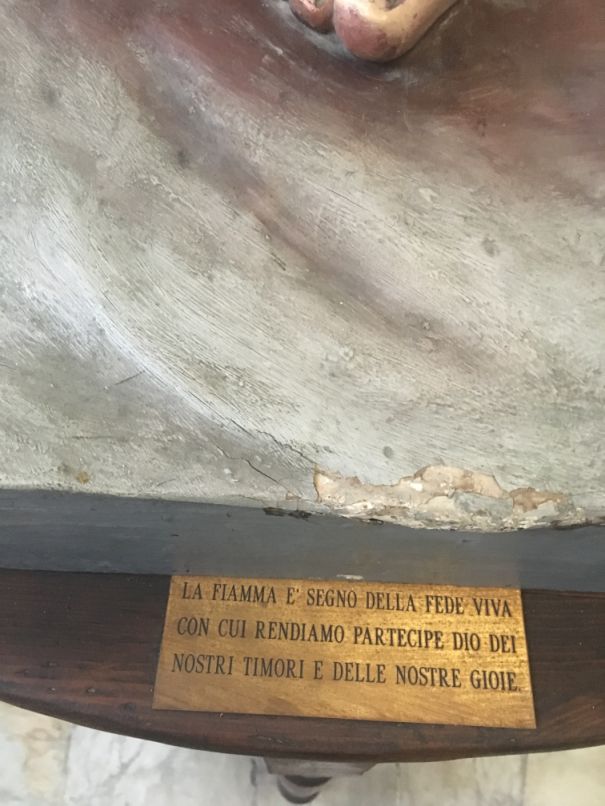 LA FIAMMA E' SEGNO DELLA FEDE VIVA
CON CUI RENDIAMO PARTECIPE DIO DEI
NOSTRI TIMORI E DELLE NOSTRE GIOIE.